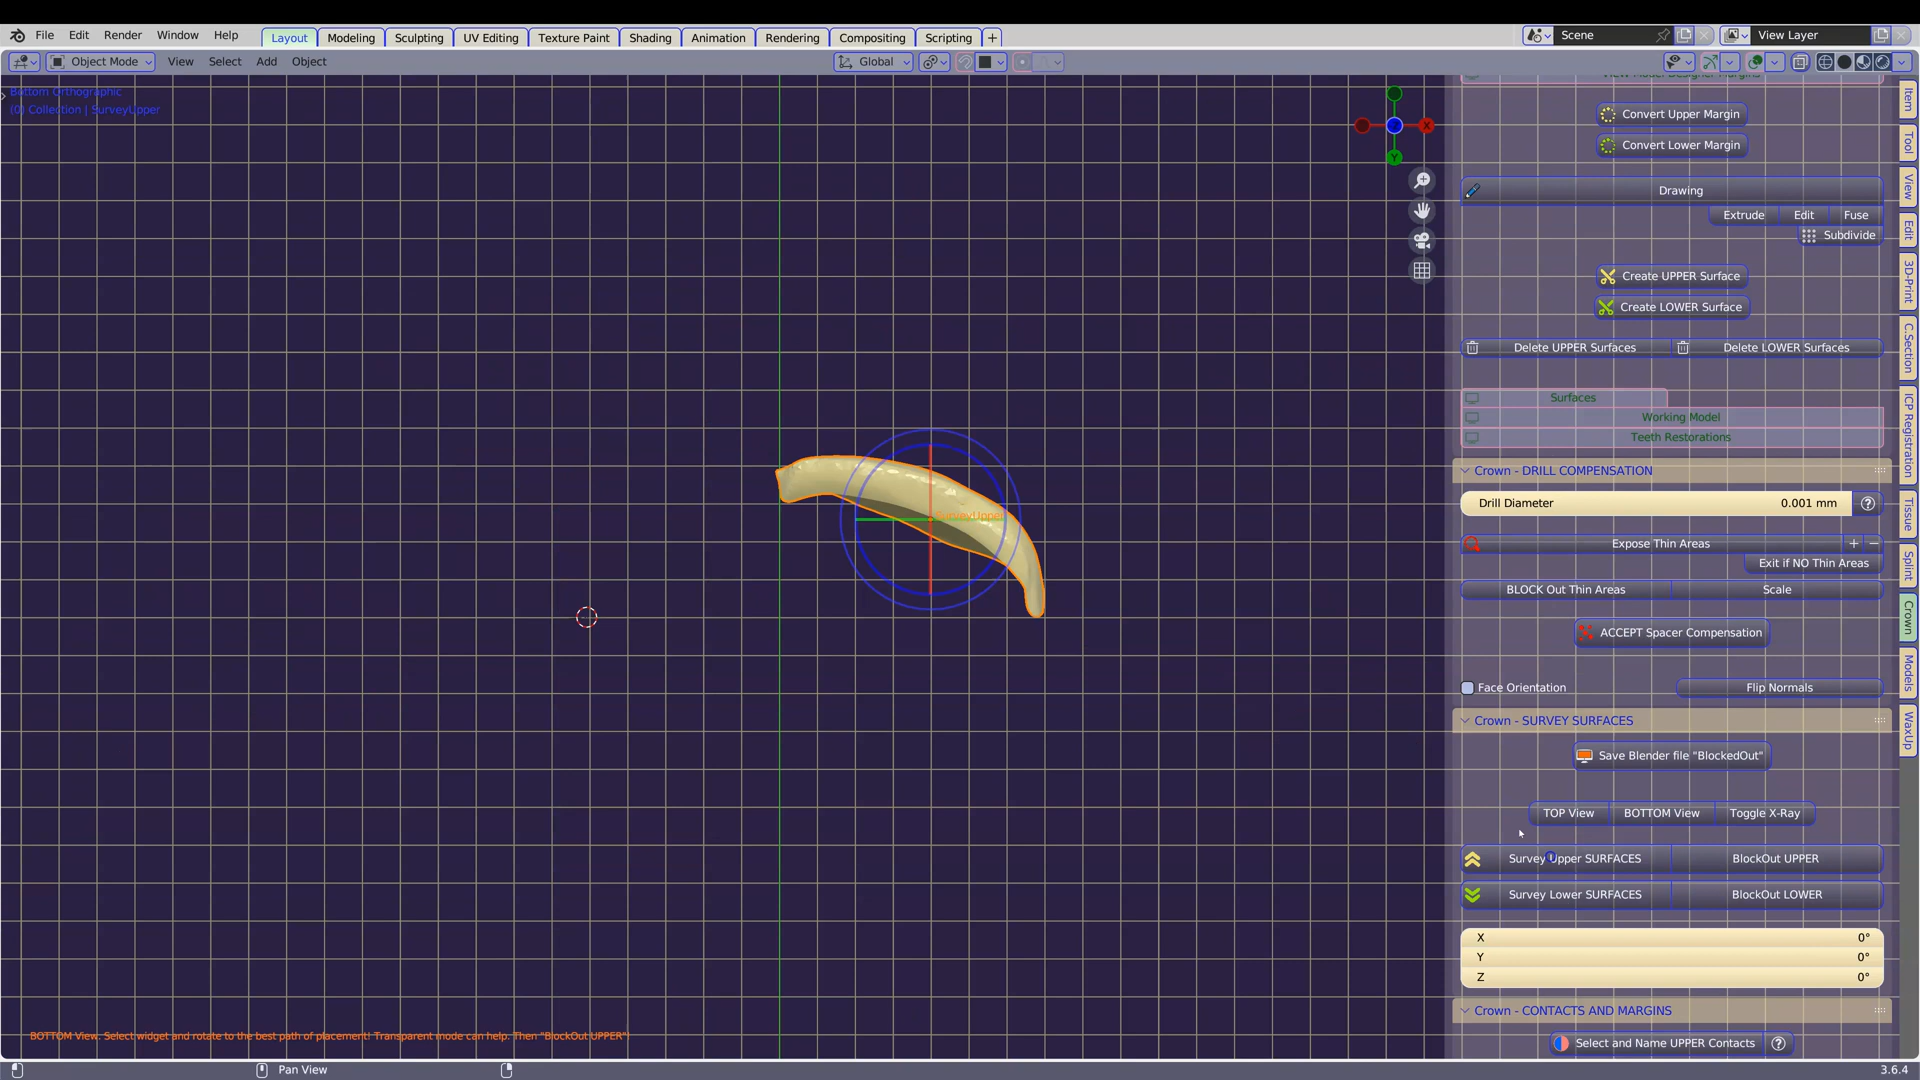 File Edit Render Window Help Layout Modeling Sculpting UV Editing Texture Paint Shading Animation Rendering Compositing Scripting + Scene View Layer
Object Mode View Select Add Object Global
Bottom Orthographic
(0) Collection | SurveyUpper
X
Y
SurveyUpper
View Model Designer Margins
Convert Upper Margin
Convert Lower Margin
Drawing
Extrude Edit Fuse
Subdivide
Create UPPER Surface
Create LOWER Surface
Delete UPPER Surfaces Delete LOWER Surfaces
Surfaces
Working Model
Teeth Restorations
Crown - DRILL COMPENSATION
Drill Diameter 0.001 mm ?
Expose Thin Areas + −
Exit if NO Thin Areas
BLOCK Out Thin Areas Scale
ACCEPT Spacer Compensation
Face Orientation Flip Normals
Crown - SURVEY SURFACES
Save Blender file "BlockedOut"
TOP View BOTTOM View Toggle X-Ray
Survey Upper SURFACES BlockOut UPPER
Survey Lower SURFACES BlockOut LOWER
X 0°
Y 0°
Z 0°
Crown - CONTACTS AND MARGINS
Select and Name UPPER Contacts ?
Item
Tool
View
Edit
3D-Print
C.Section
ICP Registration
Tissue
Splint
Crown
Models
WaxUp
BOTTOM View. Select widget and rotate to the best path of placement! Transparent mode can help. Then "BlockOut UPPER"!
Pan View 3.6.4